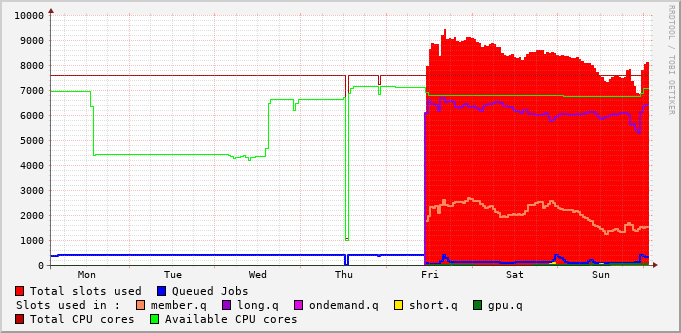 10000
9000
8000
7000
6000
5000
4000
3000
2000
1000
0
Mon Tue Wed Thu Fri Sat Sun
RRDTOOL / TOBI OETIKER
Total slots used Queued Jobs
Slots used in : member.q long.q ondemand.q short.q gpu.q
Total CPU cores Available CPU cores